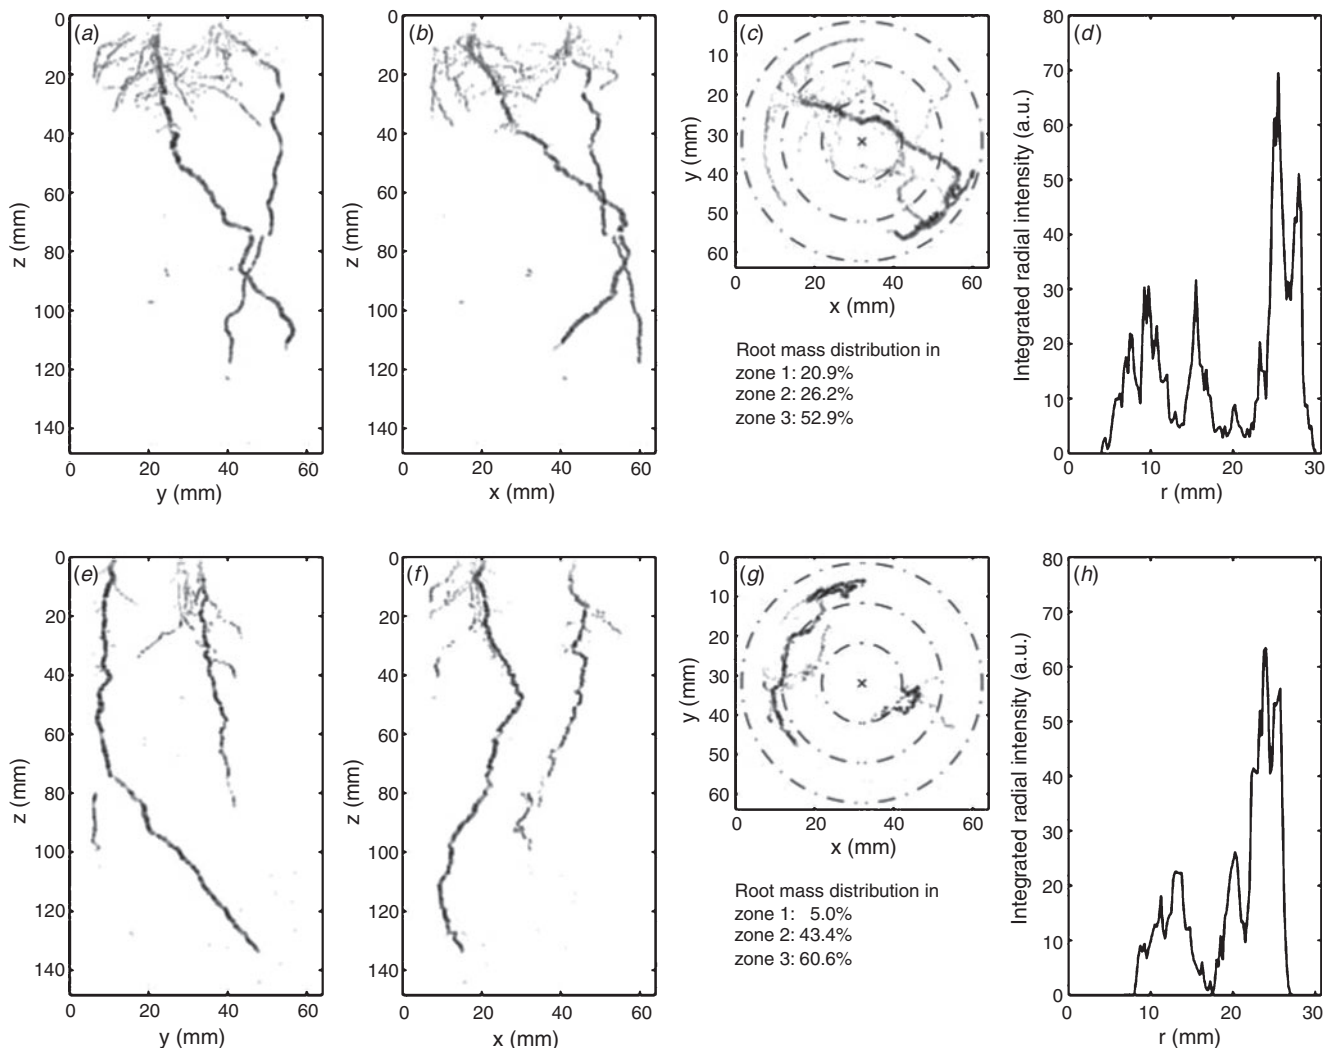 (a)
(b)
(c)
(d)
0
20
40
60
80
100
120
140
z (mm)
0 20 40 60
y (mm)
0
20
40
60
80
100
120
140
z (mm)
0 20 40 60
x (mm)
0
10
20
30
40
50
60
y (mm)
0 20 40 60
x (mm)
Root mass distribution in
zone 1: 20.9%
zone 2: 26.2%
zone 3: 52.9%
80
70
60
50
40
30
20
10
0
Integrated radial intensity (a.u.)
0 10 20 30
r (mm)
(e)
(f)
(g)
(h)
0
20
40
60
80
100
120
140
z (mm)
0 20 40 60
y (mm)
0
20
40
60
80
100
120
140
z (mm)
0 20 40 60
x (mm)
0
10
20
30
40
50
60
y (mm)
0 20 40 60
x (mm)
Root mass distribution in
zone 1: 5.0%
zone 2: 43.4%
zone 3: 60.6%
80
70
60
50
40
30
20
10
0
Integrated radial intensity (a.u.)
0 10 20 30
r (mm)